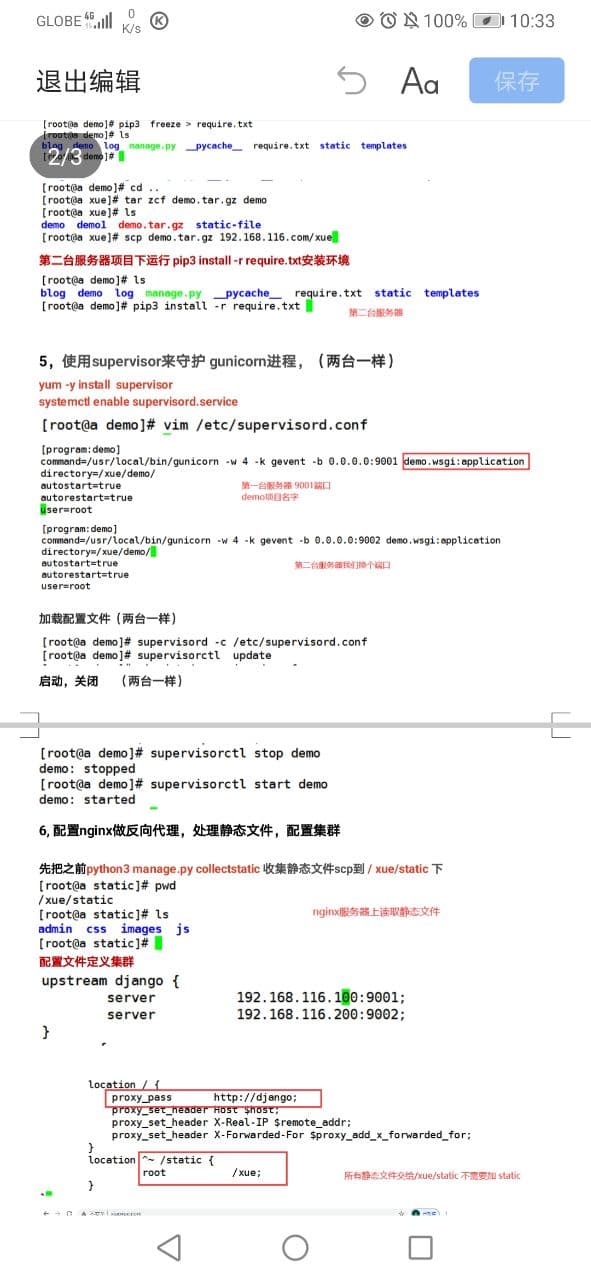 GLOBE 4G 0 K/s K 100% 10:33
退出编辑 Aa 保存
[root@a demo]# pip3 freeze > require.txt
[root@a demo]# ls
blog demo log manage.py __pycache__ require.txt static templates
[root@a demo]#
2/3
[root@a demo]# cd ..
[root@a xue]# tar zcf demo.tar.gz demo
[root@a xue]# ls
demo demo1 demo.tar.gz static-file
[root@a xue]# scp demo.tar.gz 192.168.116.com/xue
第二台服务器项目下运行 pip3 install -r require.txt安装环境
[root@a demo]# ls
blog demo log manage.py __pycache__ require.txt static templates
[root@a demo]# pip3 install -r require.txt
第二台服务器
5，使用supervisor来守护 gunicorn进程，（两台一样）
yum -y install supervisor
systemctl enable supervisord.service
[root@a demo]# vim /etc/supervisord.conf
[program:demo]
command=/usr/local/bin/gunicorn -w 4 -k gevent -b 0.0.0.0:9001 demo.wsgi:application
directory=/xue/demo/
autostart=true
第一台服务器 9001端口
autorestart=true
demo项目名字
user=root
[program:demo]
command=/usr/local/bin/gunicorn -w 4 -k gevent -b 0.0.0.0:9002 demo.wsgi:application
directory=/xue/demo/
autostart=true
第二台服务器我们换个端口
autorestart=true
user=root
加载配置文件（两台一样）
[root@a demo]# supervisord -c /etc/supervisord.conf
[root@a demo]# supervisorctl update
启动，关闭 （两台一样）
[root@a demo]# supervisorctl stop demo
demo: stopped
[root@a demo]# supervisorctl start demo
demo: started
6, 配置nginx做反向代理，处理静态文件，配置集群
先把之前python3 manage.py collectstatic 收集静态文件scp到 / xue/static 下
[root@a static]# pwd
/xue/static
[root@a static]# ls
nginx服务器上读取静态文件
admin css images js
[root@a static]#
配置文件定义集群
upstream django {
server 192.168.116.100:9001;
server 192.168.116.200:9002;
}
location / {
proxy_pass http://django;
proxy_set_header Host $host;
proxy_set_header X-Real-IP $remote_addr;
proxy_set_header X-Forwarded-For $proxy_add_x_forwarded_for;
}
location ^~ /static {
root /xue;
所有静态文件交给/xue/static 不需要加 static
}